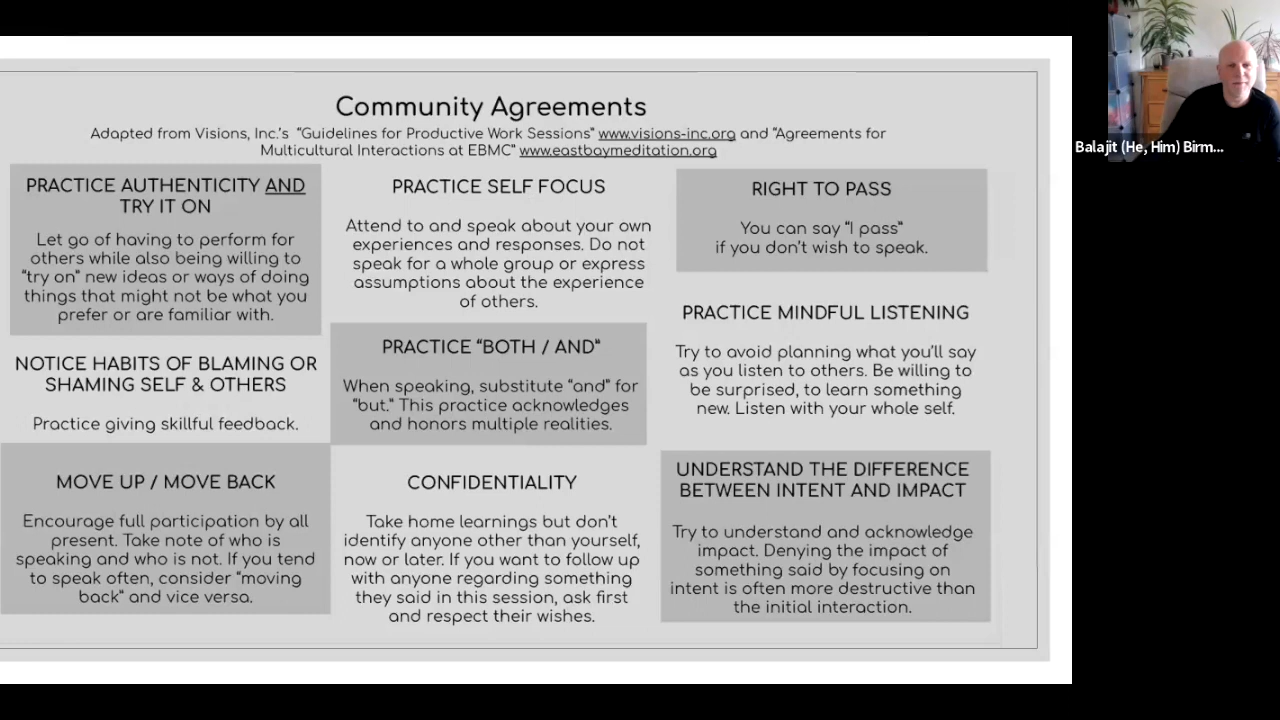 Community Agreements
Adapted from Visions, Inc.'s “Guidelines for Productive Work Sessions” www.visions-inc.org and “Agreements for
Multicultural Interactions at EBMC” www.eastbaymeditation.org
PRACTICE AUTHENTICITY AND
TRY IT ON
Let go of having to perform for
others while also being willing to
“try on” new ideas or ways of doing
things that might not be what you
prefer or are familiar with.
NOTICE HABITS OF BLAMING OR
SHAMING SELF & OTHERS
Practice giving skillful feedback.
MOVE UP / MOVE BACK
Encourage full participation by all
present. Take note of who is
speaking and who is not. If you tend
to speak often, consider “moving
back” and vice versa.
PRACTICE SELF FOCUS
Attend to and speak about your own
experiences and responses. Do not
speak for a whole group or express
assumptions about the experience
of others.
PRACTICE “BOTH / AND”
When speaking, substitute “and” for
“but.” This practice acknowledges
and honors multiple realities.
CONFIDENTIALITY
Take home learnings but don't
identify anyone other than yourself,
now or later. If you want to follow up
with anyone regarding something
they said in this session, ask first
and respect their wishes.
RIGHT TO PASS
You can say “I pass”
if you don't wish to speak.
PRACTICE MINDFUL LISTENING
Try to avoid planning what you'll say
as you listen to others. Be willing to
be surprised, to learn something
new. Listen with your whole self.
UNDERSTAND THE DIFFERENCE
BETWEEN INTENT AND IMPACT
Try to understand and acknowledge
impact. Denying the impact of
something said by focusing on
intent is often more destructive than
the initial interaction.
Balajit (He, Him) Birm...